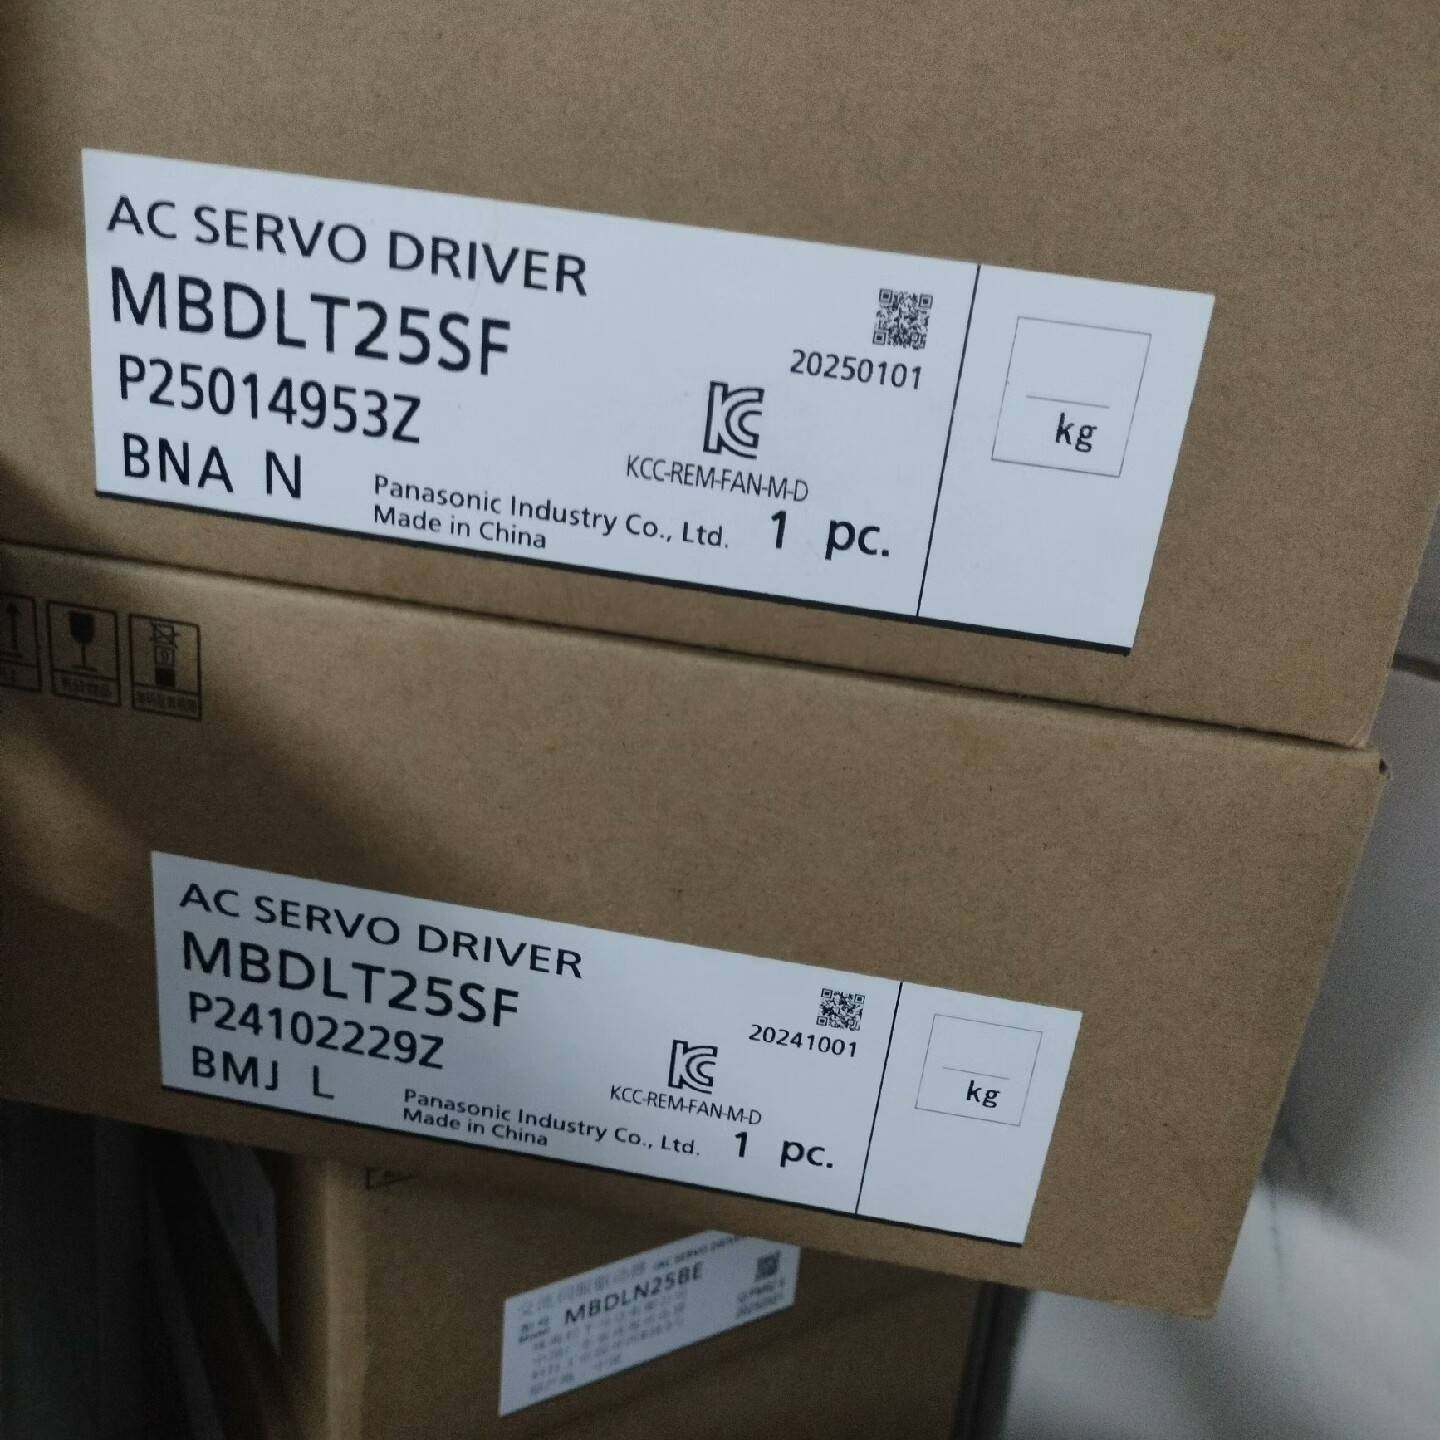 AC SERVO DRIVER
MBDLT25SF
P25014953Z
BNA N
20250101
KCC-REM-FAN-M-D
Panasonic Industry Co., Ltd.
Made in China
1 pc.
kg
AC SERVO DRIVER
MBDLT25SF
P24102229Z
BMJ L
20241001
KCC-REM-FAN-M-D
Panasonic Industry Co., Ltd.
Made in China
1 pc.
kg
MBDLN25BE